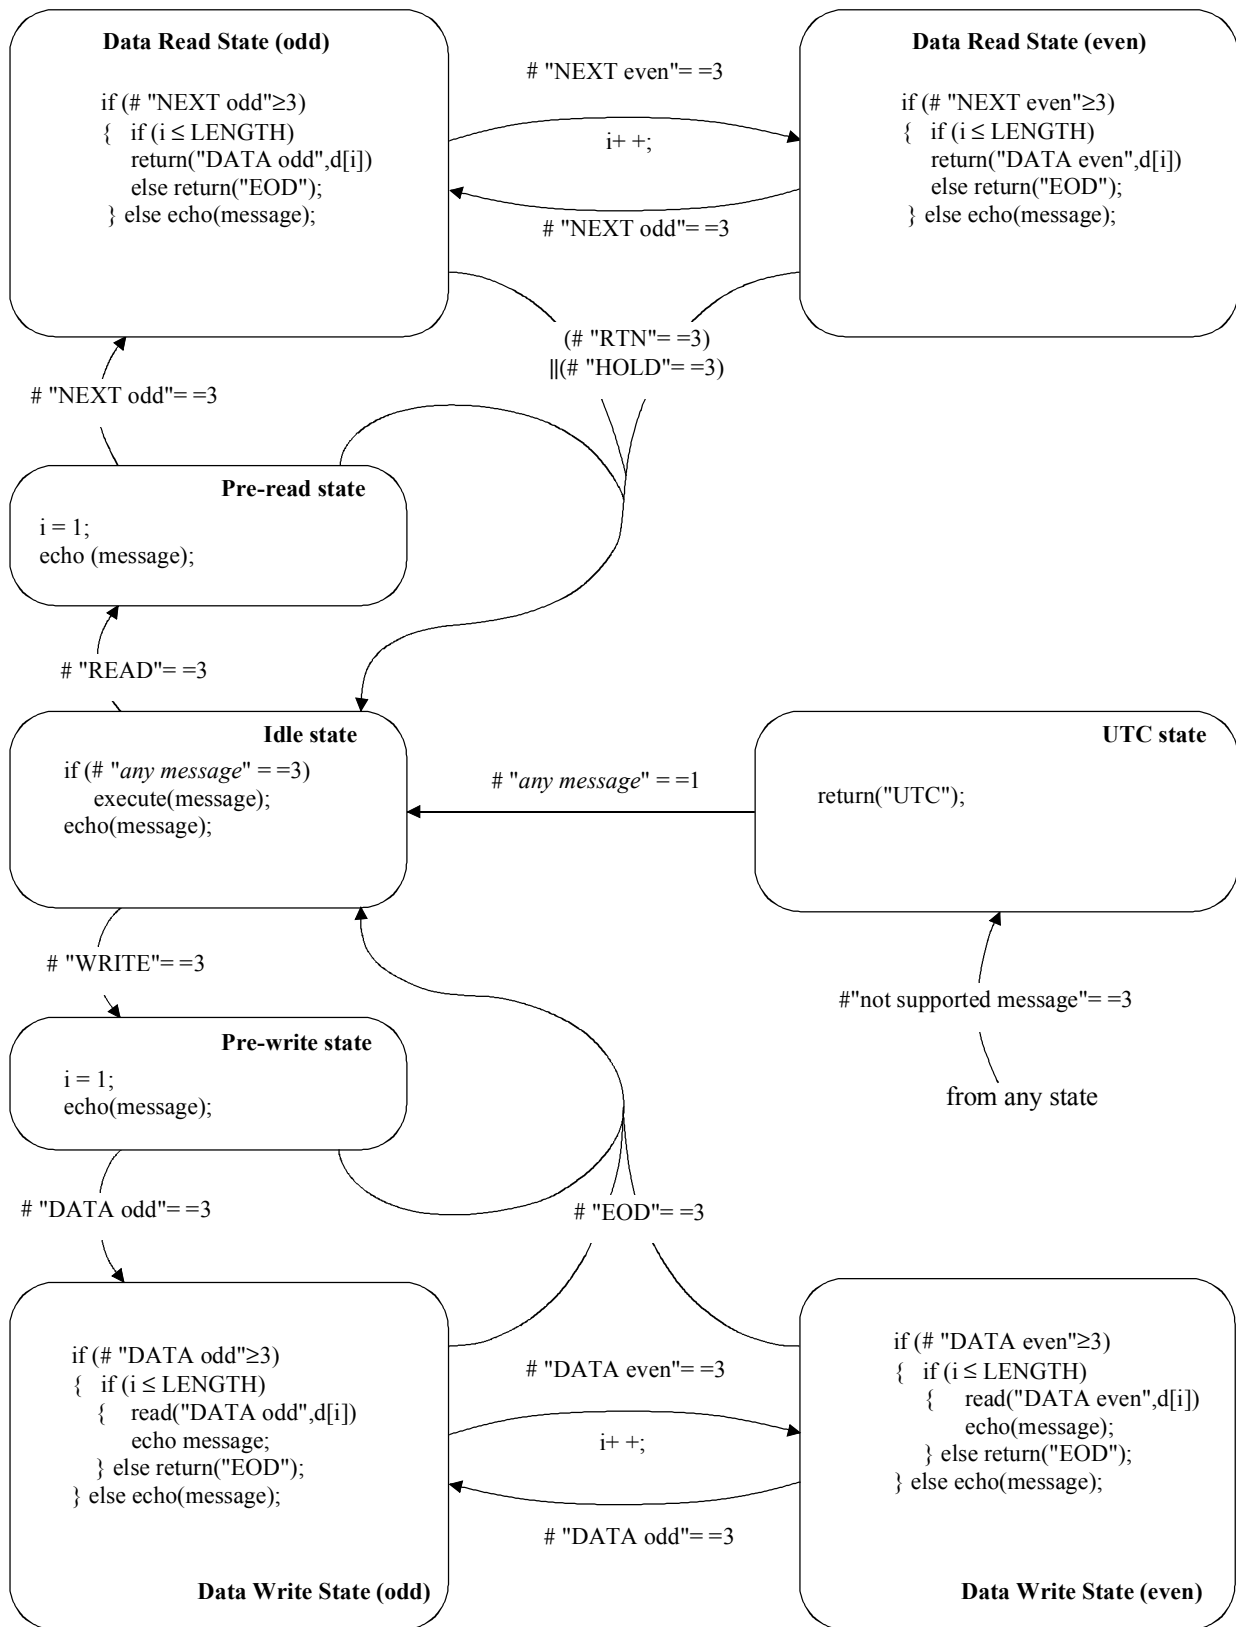 Data Read State (odd)
if (# "NEXT odd"≥3)
{ if (i ≤ LENGTH)
return("DATA odd",d[i])
else return("EOD");
} else echo(message);
# "NEXT even"= =3
i+ +;
# "NEXT odd"= =3
Data Read State (even)
if (# "NEXT even"≥3)
{ if (i ≤ LENGTH)
return("DATA even",d[i])
else return("EOD");
} else echo(message);
(# "RTN"= =3)
||(# "HOLD"= =3)
# "NEXT odd"= =3
Pre-read state
i = 1;
echo (message);
# "READ"= =3
Idle state
if (# "any message" = =3)
execute(message);
echo(message);
# "any message" = =1
UTC state
return("UTC");
# "WRITE"= =3
#"not supported message"= =3
from any state
Pre-write state
i = 1;
echo(message);
# "DATA odd"= =3
# "EOD"= =3
if (# "DATA odd"≥3)
{ if (i ≤ LENGTH)
{ read("DATA odd",d[i])
echo message;
} else return("EOD");
} else echo(message);
Data Write State (odd)
# "DATA even"= =3
i+ +;
# "DATA odd"= =3
if (# "DATA even"≥3)
{ if (i ≤ LENGTH)
{ read("DATA even",d[i])
echo(message);
} else return("EOD");
} else echo(message);
Data Write State (even)